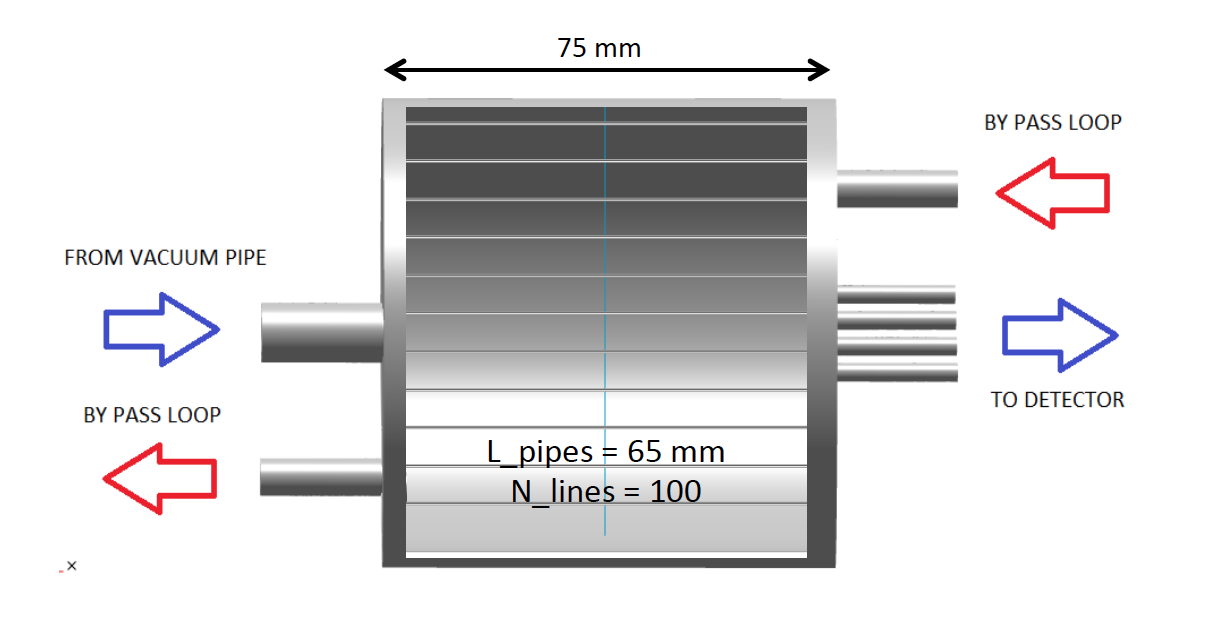 75 mm
BY PASS LOOP
FROM VACUUM PIPE
BY PASS LOOP
TO DETECTOR
L_pipes = 65 mm
N_lines = 100
x